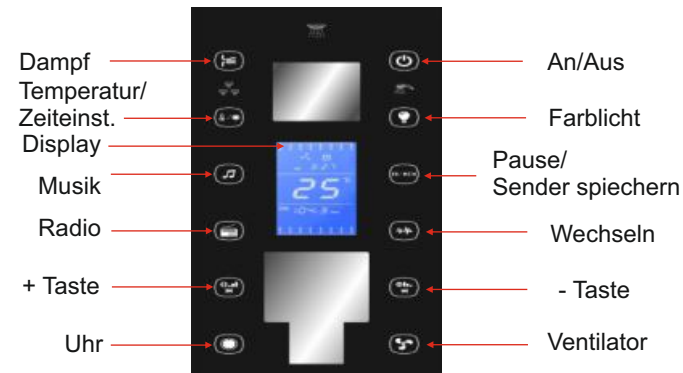 Dampf
Temperatur/
Zeiteinst.
Display
Musik
Radio
+ Taste
Uhr
An/Aus
Farblicht
Pause/
Sender spiechern
Wechseln
- Taste
Ventilator
25